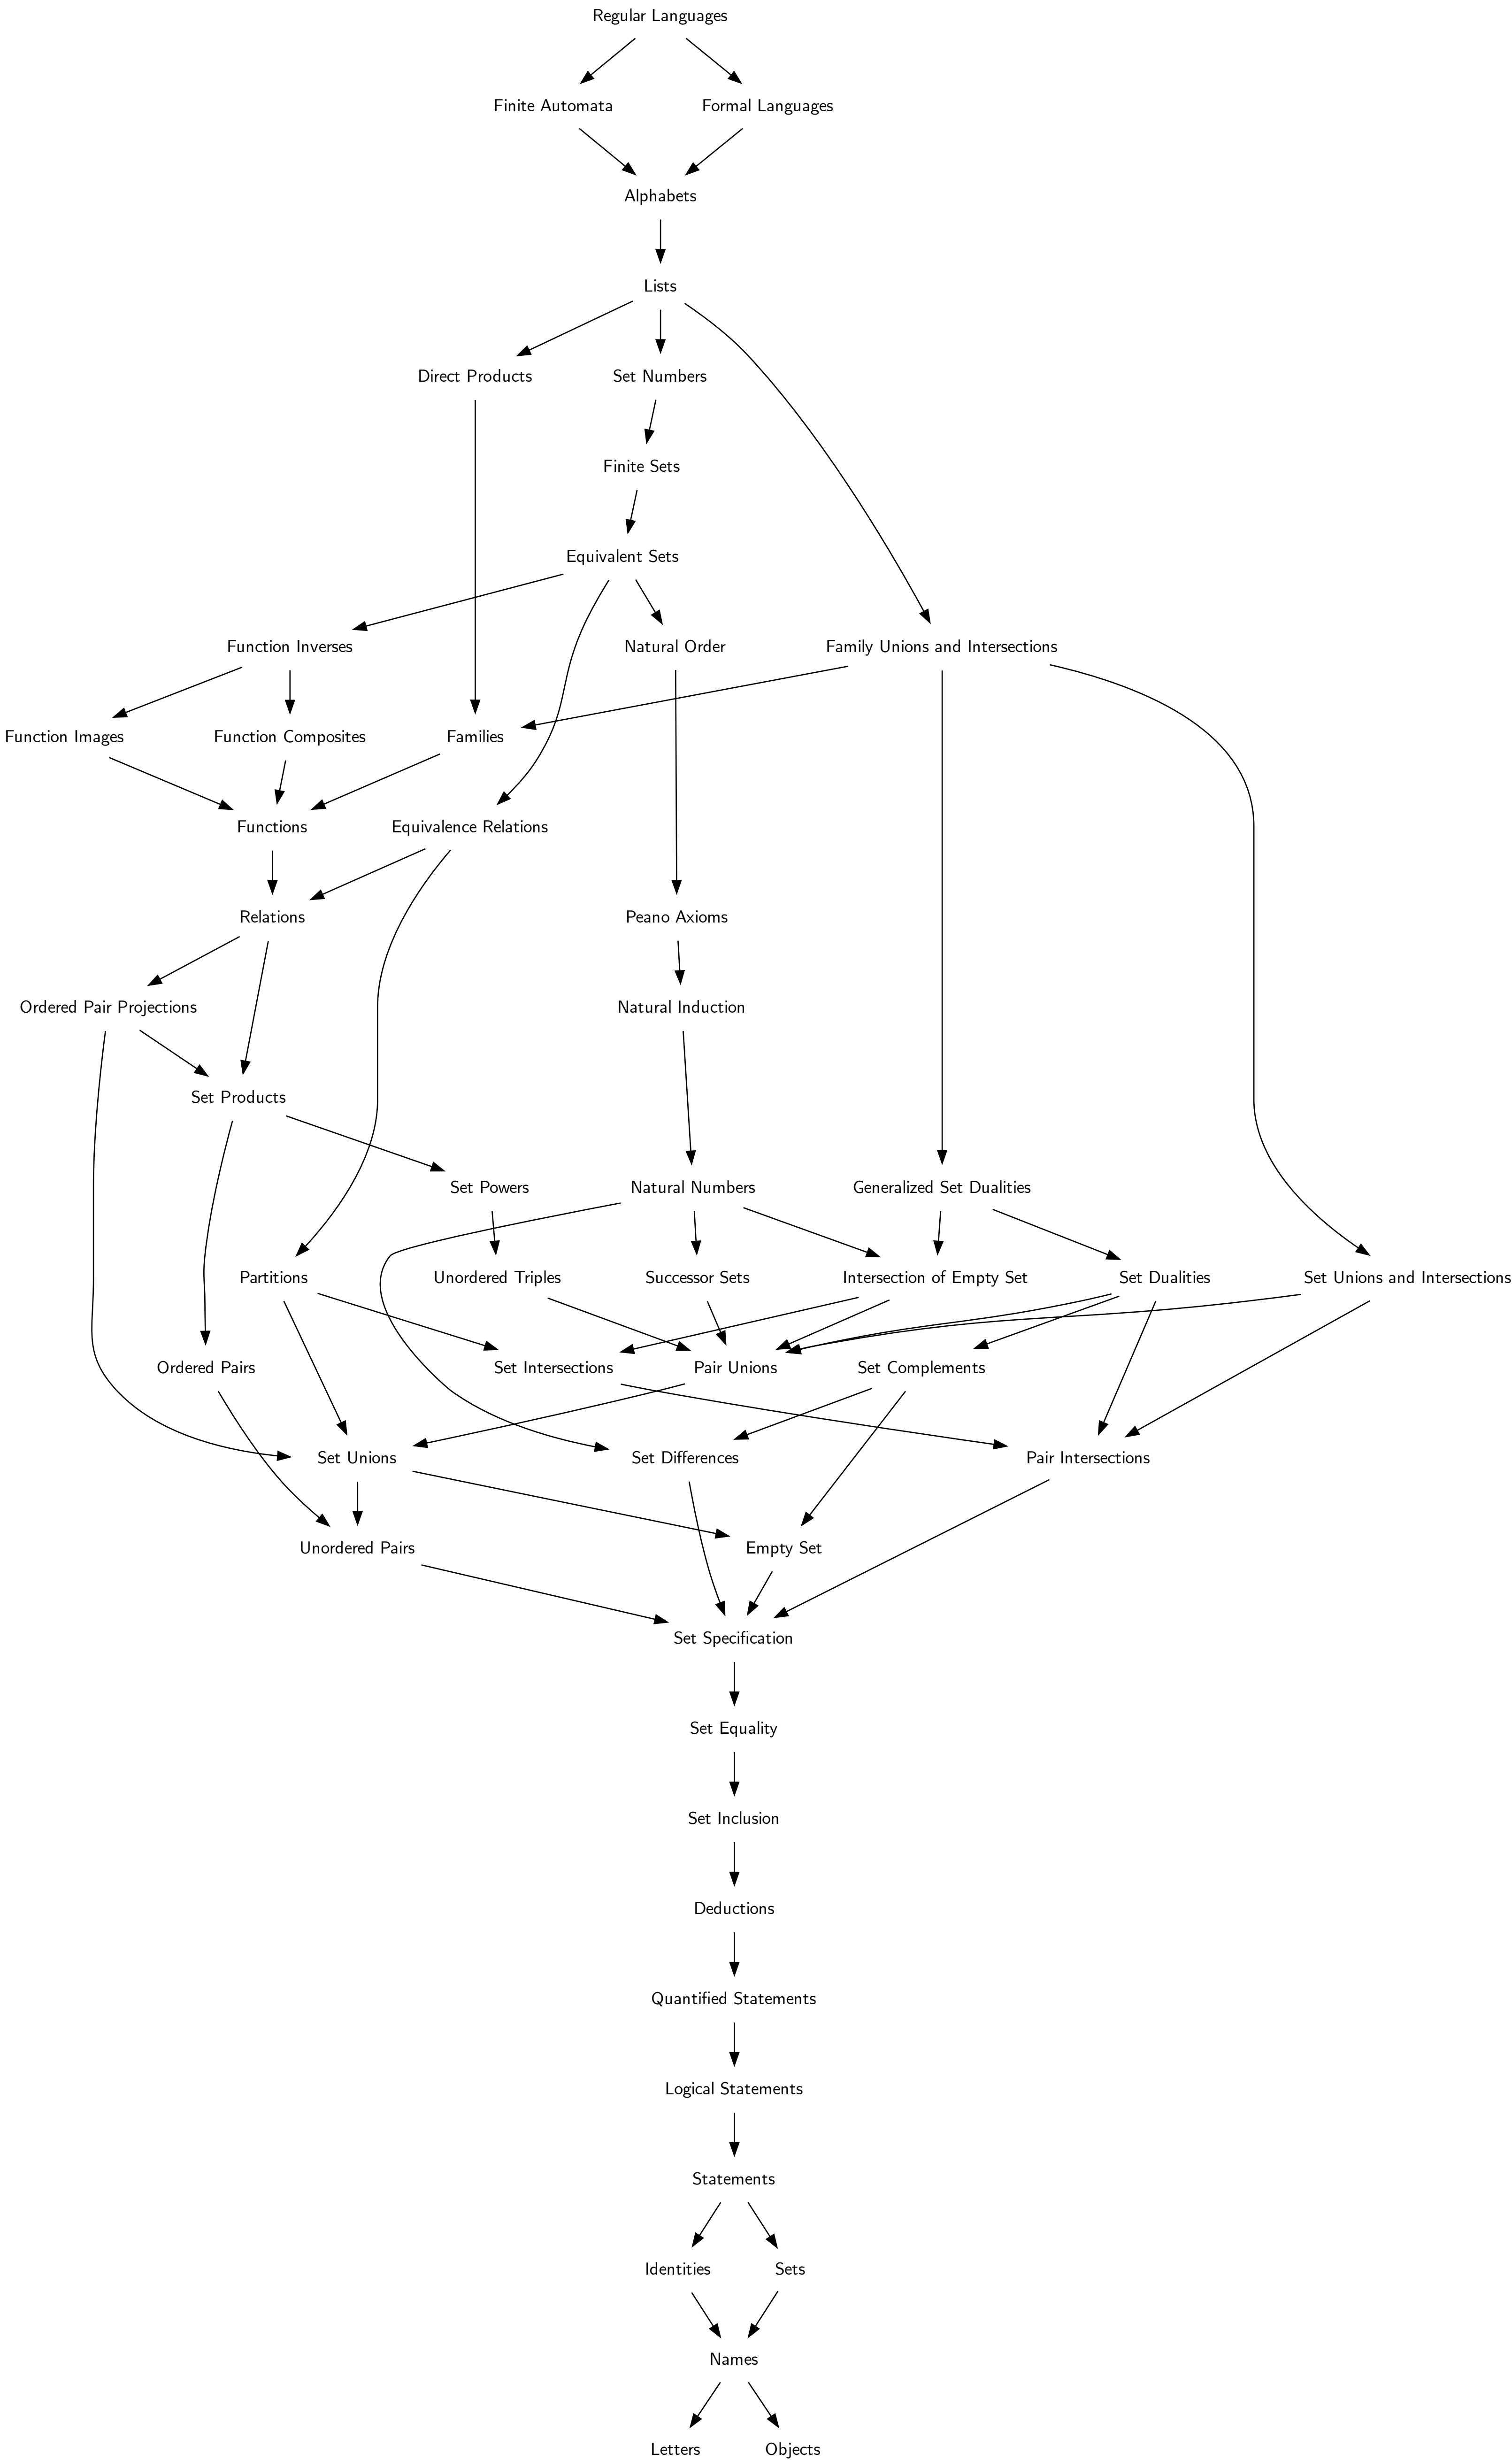 Regular Languages
Finite Automata
Formal Languages
Alphabets
Lists
Direct Products
Set Numbers
Finite Sets
Equivalent Sets
Function Inverses
Natural Order
Family Unions and Intersections
Function Images
Function Composites
Families
Functions
Equivalence Relations
Relations
Peano Axioms
Ordered Pair Projections
Natural Induction
Set Products
Set Powers
Natural Numbers
Generalized Set Dualities
Partitions
Unordered Triples
Successor Sets
Intersection of Empty Set
Set Dualities
Set Unions and Intersections
Ordered Pairs
Set Intersections
Pair Unions
Set Complements
Set Unions
Set Differences
Pair Intersections
Unordered Pairs
Empty Set
Set Specification
Set Equality
Set Inclusion
Deductions
Quantified Statements
Logical Statements
Statements
Identities
Sets
Names
Letters
Objects